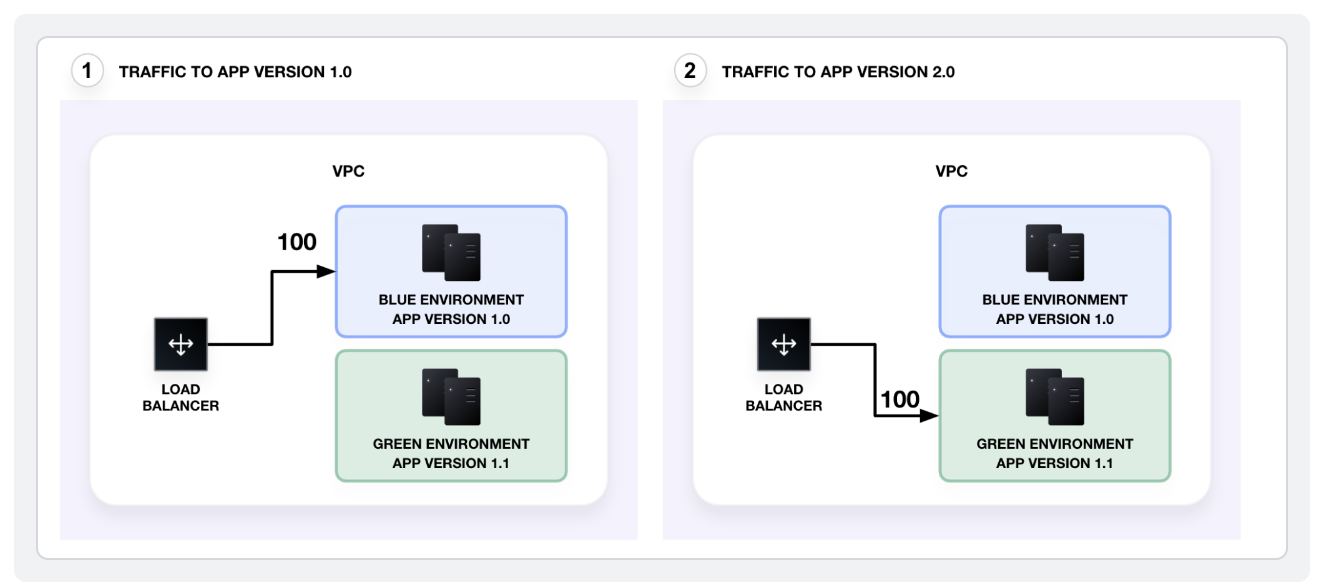 1
TRAFFIC TO APP VERSION 1.0
VPC
100
BLUE ENVIRONMENT
APP VERSION 1.0
LOAD
BALANCER
GREEN ENVIRONMENT
APP VERSION 1.1
2
TRAFFIC TO APP VERSION 2.0
VPC
BLUE ENVIRONMENT
APP VERSION 1.0
LOAD
BALANCER
100
GREEN ENVIRONMENT
APP VERSION 1.1